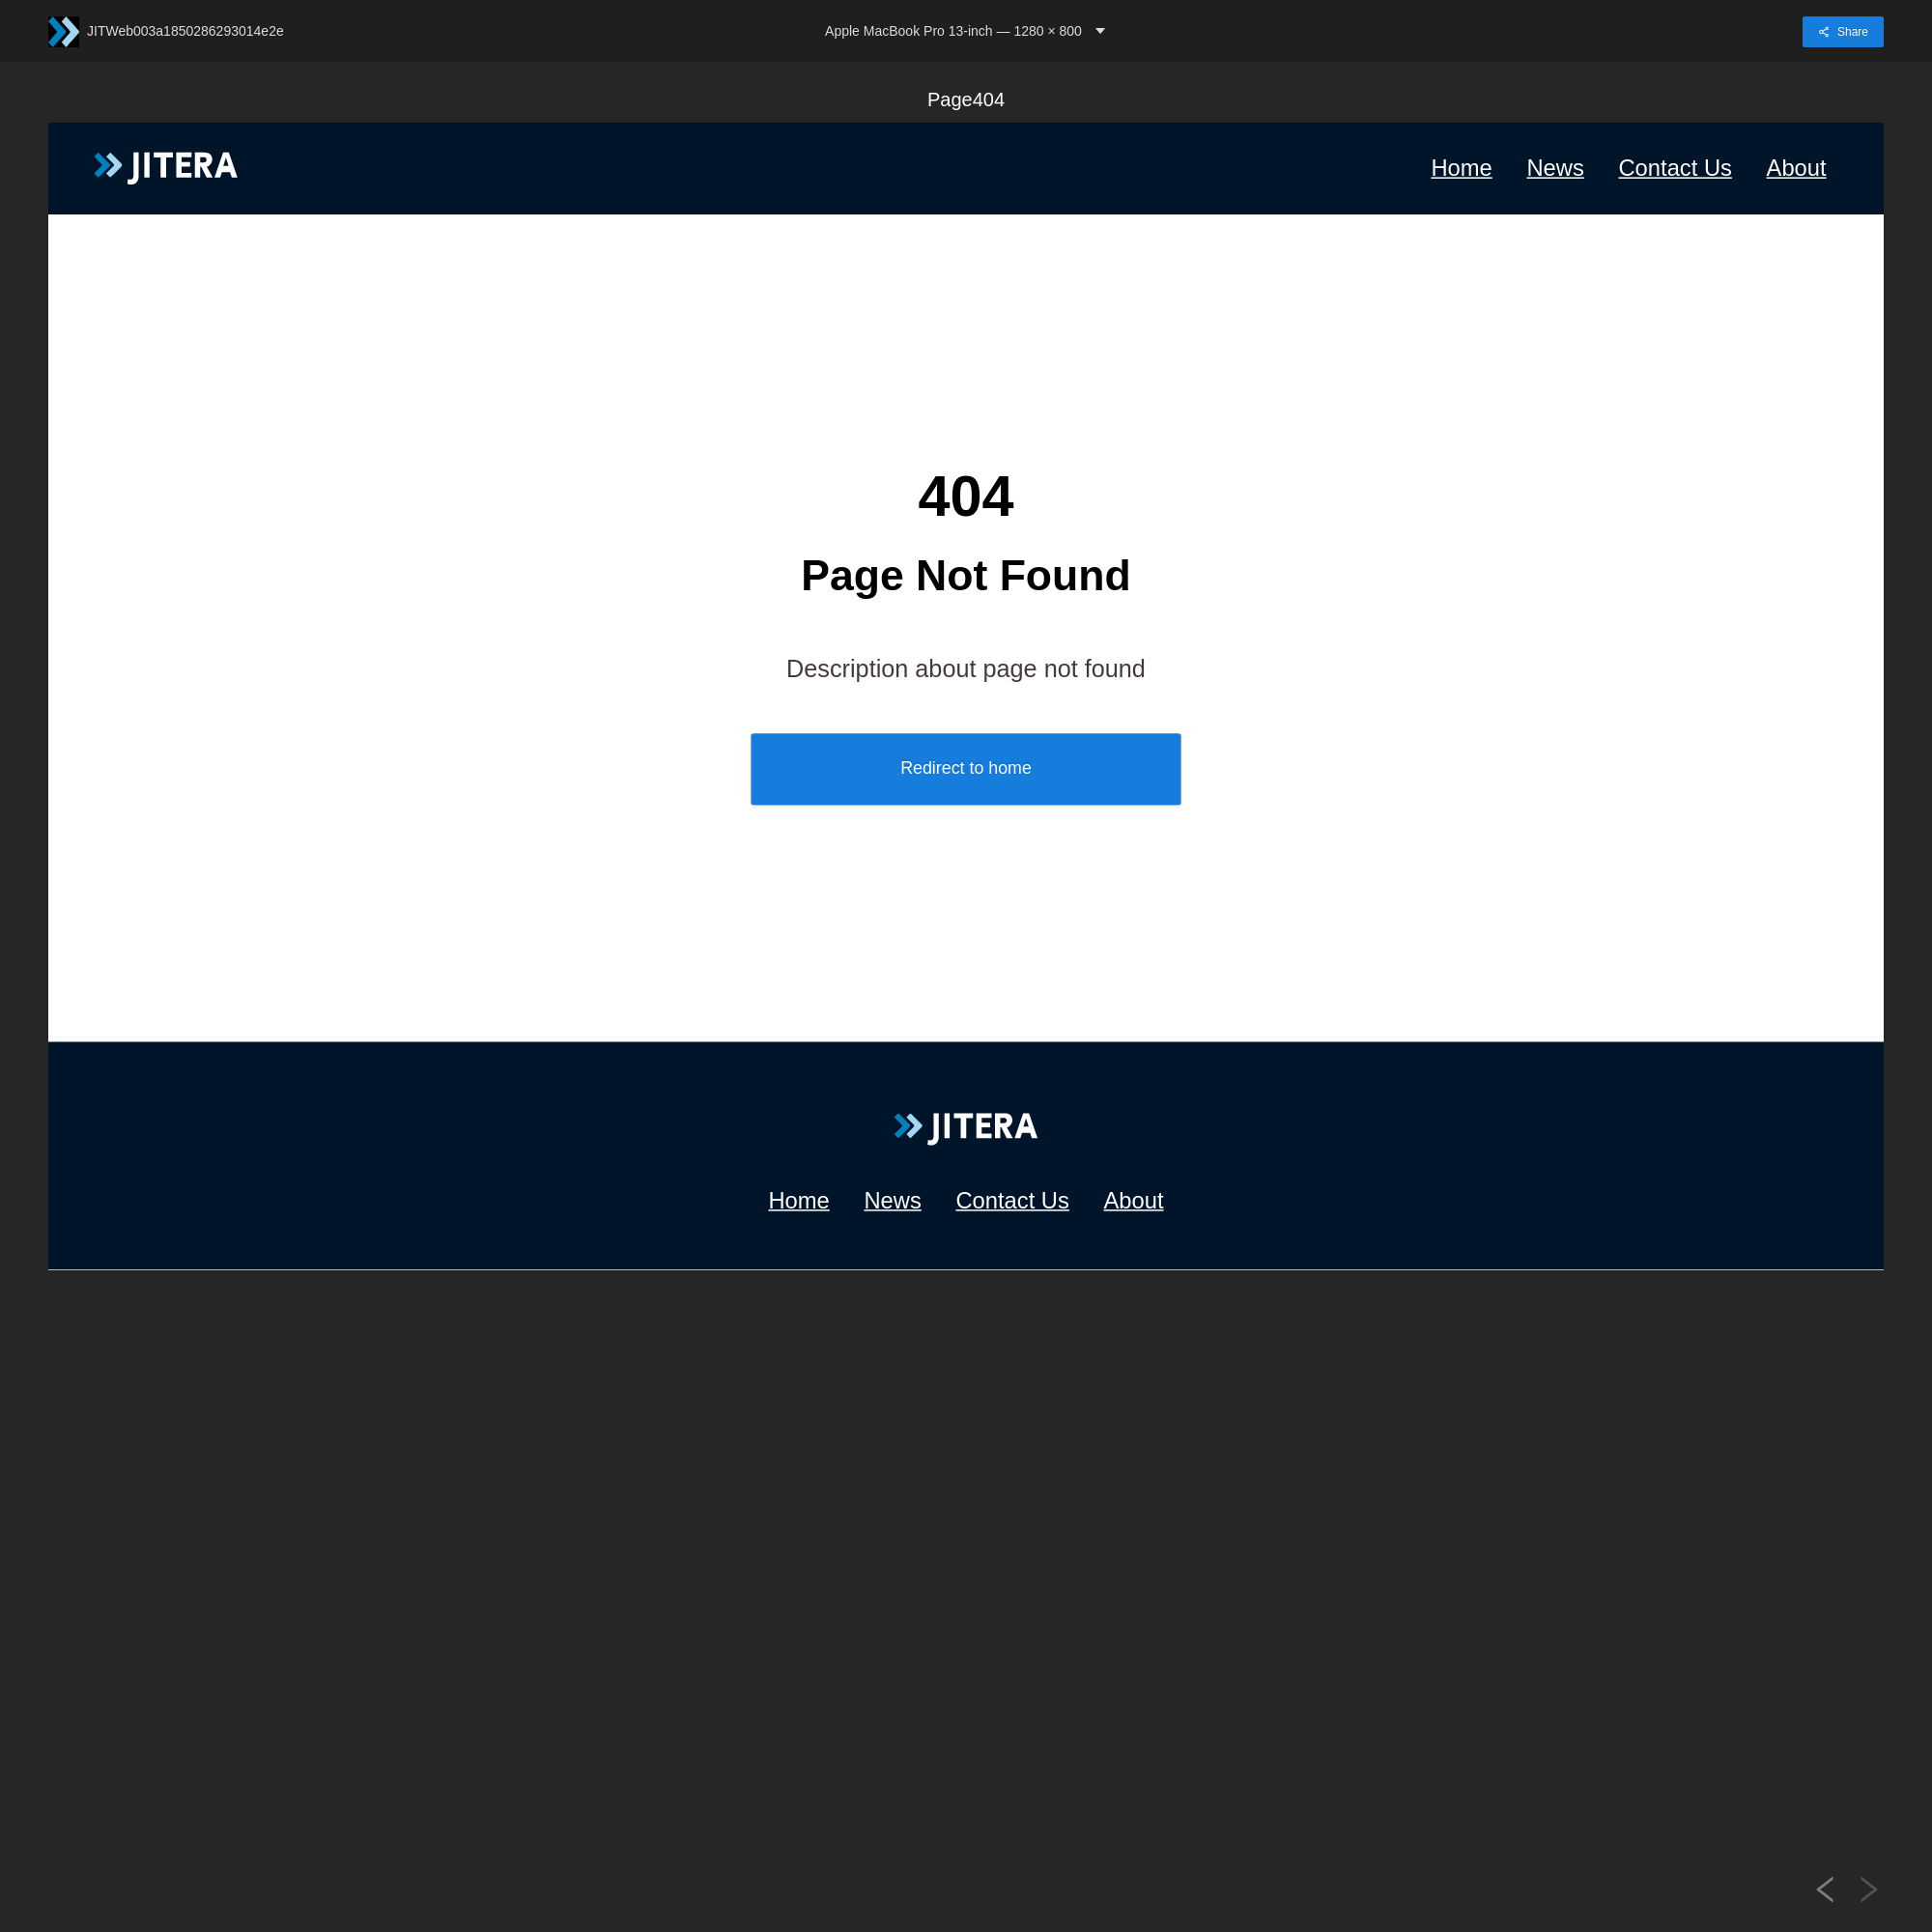 JITWeb003a1850286293014e2e
Apple MacBook Pro 13-inch — 1280 × 800
Share
Page404
JITERA
Home News Contact Us About
404
Page Not Found
Description about page not found
Redirect to home
JITERA
Home News Contact Us About